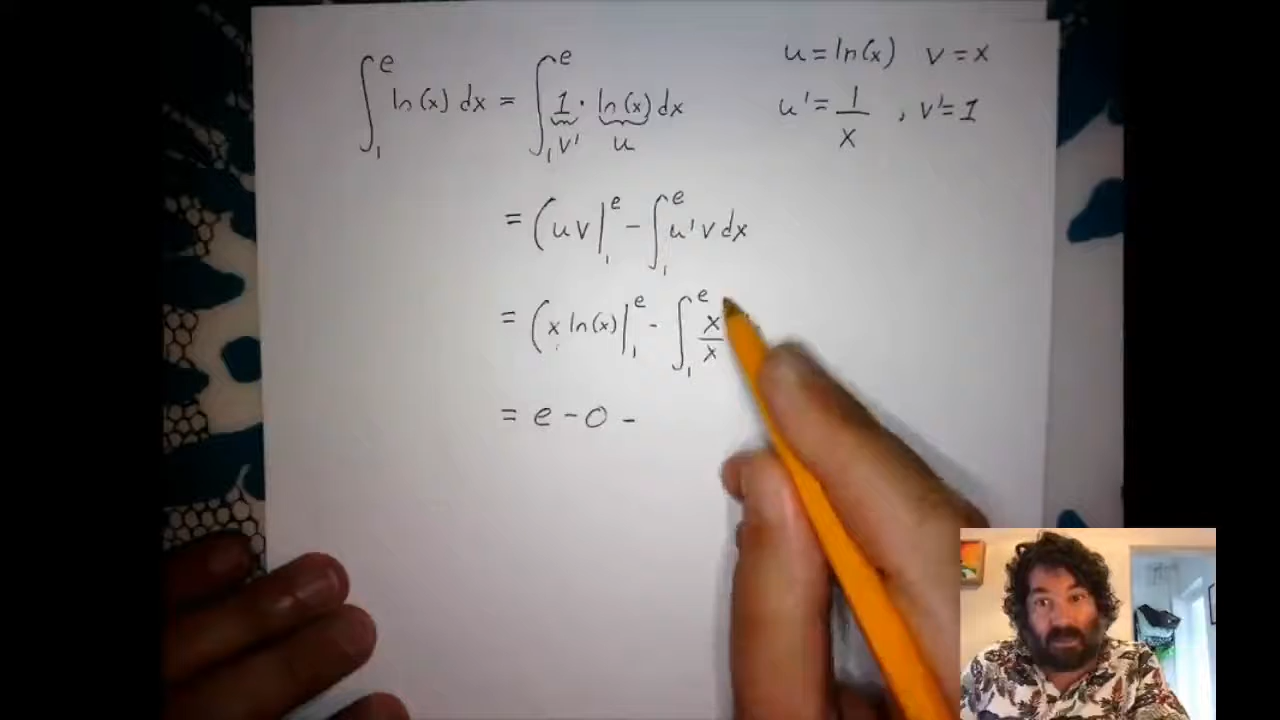 ∫₁ᵉ ln(x) dx = ∫₁ᵉ 1 · ln(x) dx
v' u
u = ln(x) v = x
u' = 1/x , v' = 1
= (uv|₁ᵉ - ∫₁ᵉ u'v dx
= (x ln(x)|₁ᵉ - ∫₁ᵉ x/x
= e - 0 -